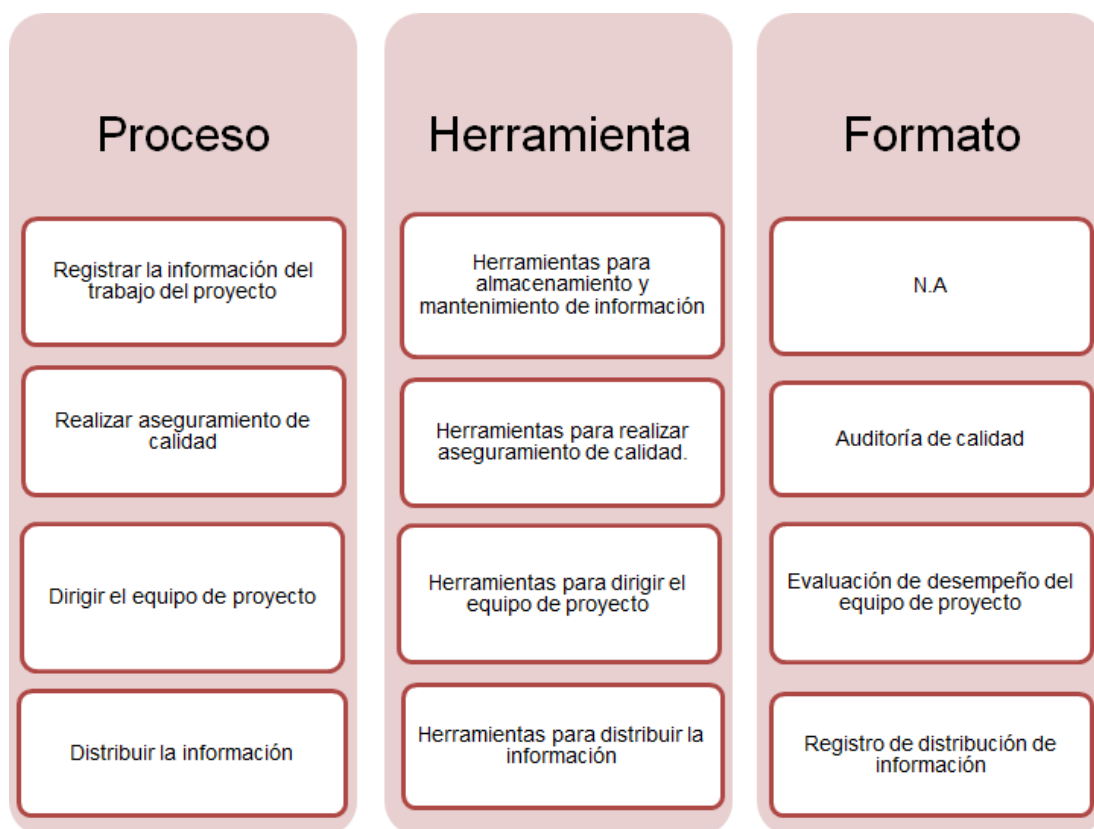 Proceso
Herramienta
Formato
Registrar la información del
trabajo del proyecto
Herramientas para
almacenamiento y
mantenimiento de información
N.A
Realizar aseguramiento de
calidad
Herramientas para realizar
aseguramiento de calidad.
Auditoría de calidad
Dirigir el equipo de proyecto
Herramientas para dirigir el
equipo de proyecto
Evaluación de desempeño del
equipo de proyecto
Distribuir la información
Herramientas para distribuir la
información
Registro de distribución de
información